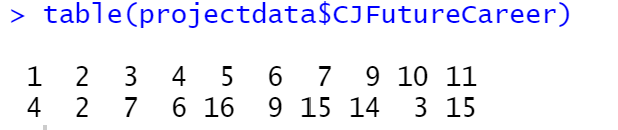 > table(projectdata$CJFutureCareer)
1 2 3 4 5 6 7 9 10 11
4 2 7 6 16 9 15 14 3 15